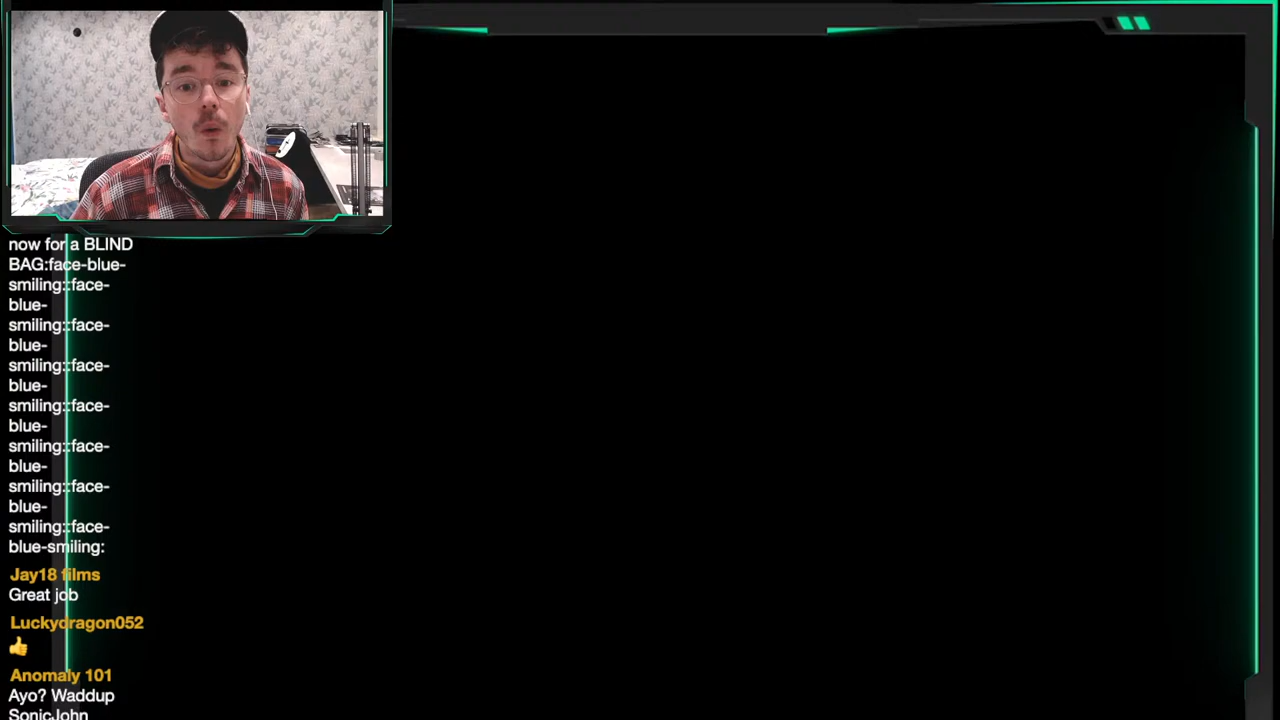 now for a BLIND
BAG:face-blue-
smiling::face-
blue-
smiling::face-
blue-
smiling::face-
blue-
smiling::face-
blue-
smiling::face-
blue-
smiling::face-
blue-
smiling::face-
blue-smiling:
Jay18 films
Great job
Luckydragon052
👍
Anomaly 101
Ayo? Waddup
SonicJohn